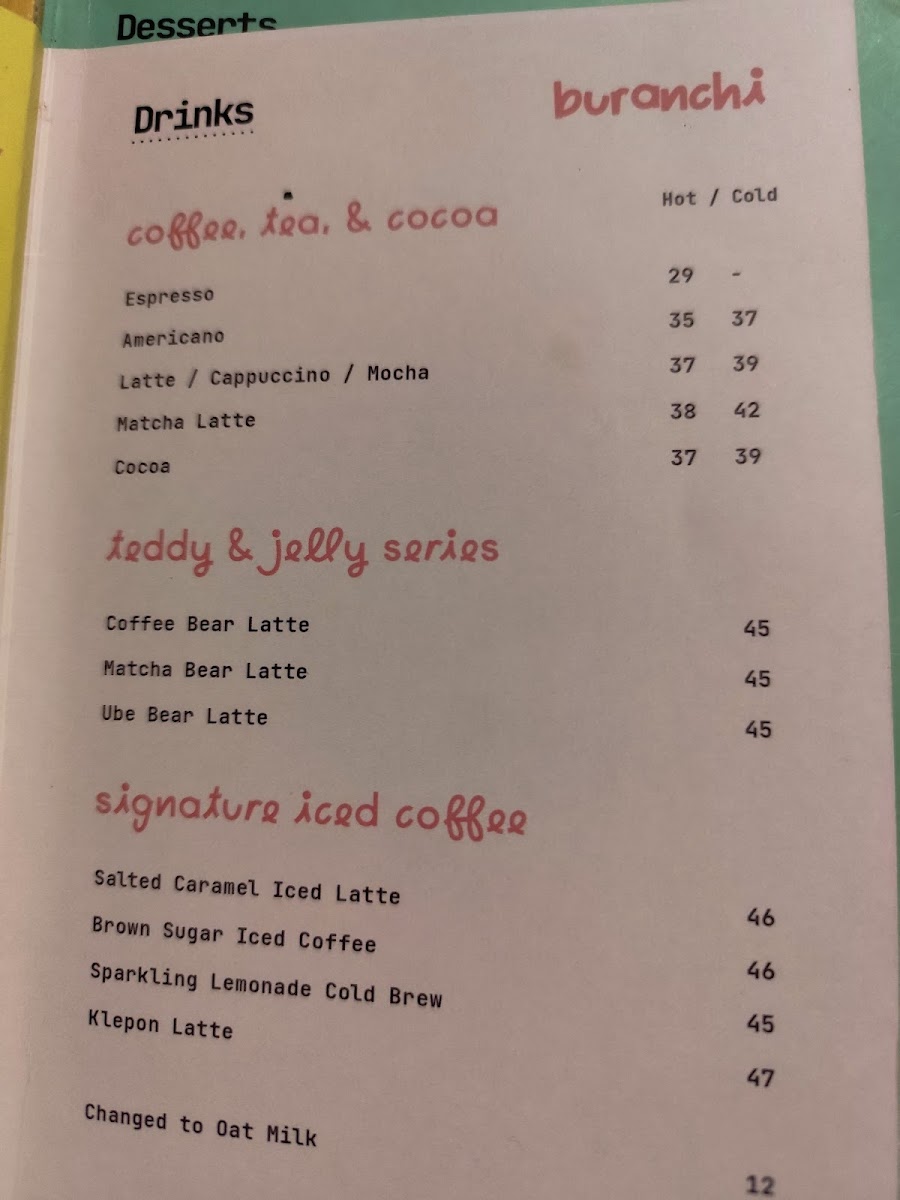 Desserts
Drinks
buranchi
coffee, tea, & cocoa
Hot / Cold
Espresso 29 -
Americano 35 37
Latte / Cappuccino / Mocha 37 39
Matcha Latte 38 42
Cocoa 37 39
teddy & jelly series
Coffee Bear Latte 45
Matcha Bear Latte 45
Ube Bear Latte 45
signature iced coffee
Salted Caramel Iced Latte 46
Brown Sugar Iced Coffee 46
Sparkling Lemonade Cold Brew 45
Klepon Latte 47
Changed to Oat Milk 12